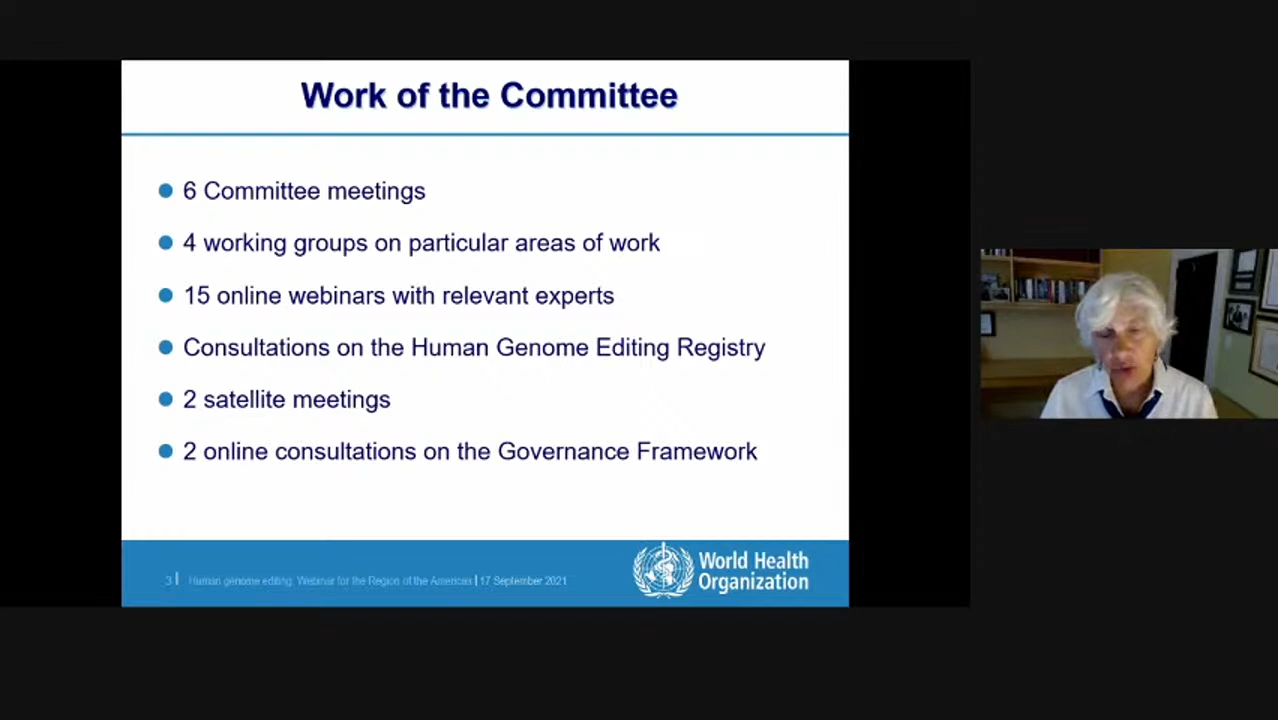 Work of the Committee
6 Committee meetings
4 working groups on particular areas of work
15 online webinars with relevant experts
Consultations on the Human Genome Editing Registry
2 satellite meetings
2 online consultations on the Governance Framework
3 | Human genome editing: Webinar for the Region of the Americas | 17 September 2021
World Health
Organization